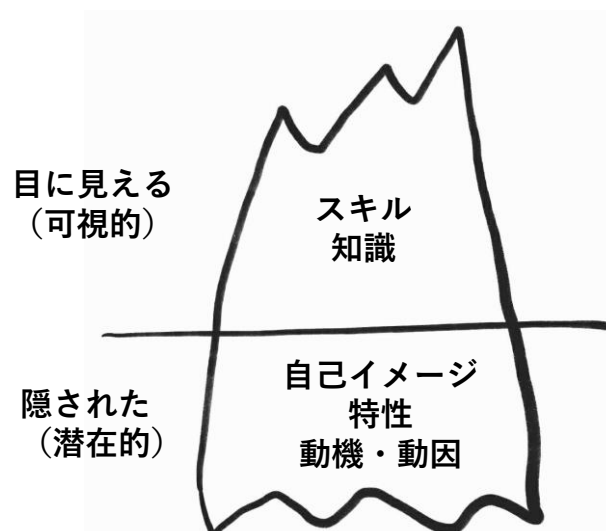 目に見える
（可視的）
スキル
知識
隠された
（潜在的）
自己イメージ
特性
動機・動因